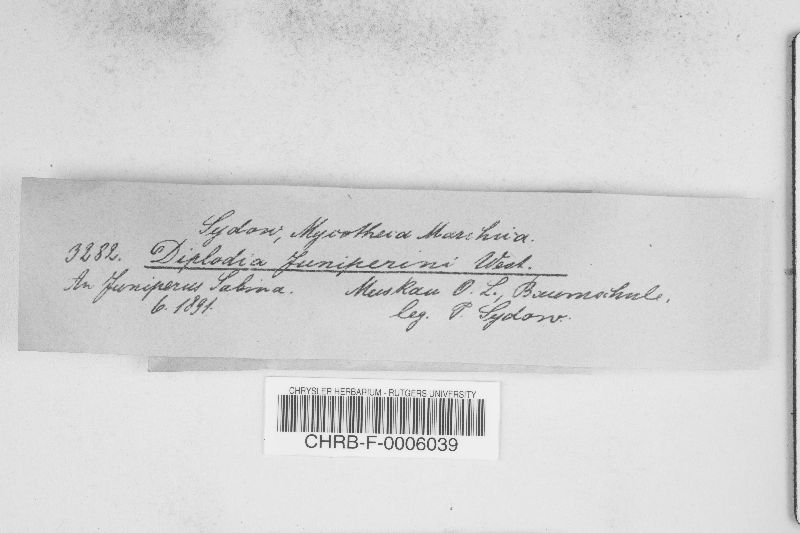 Sydow, Mycotheca Marchica.
3282. Diplodia Juniperini West.
An Juniperus Sabina. Muskau O. L., Baumschule.
6. 1891. leg. P. Sydow.
CHRYSLER HERBARIUM - RUTGERS UNIVERSITY
CHRB-F-0006039